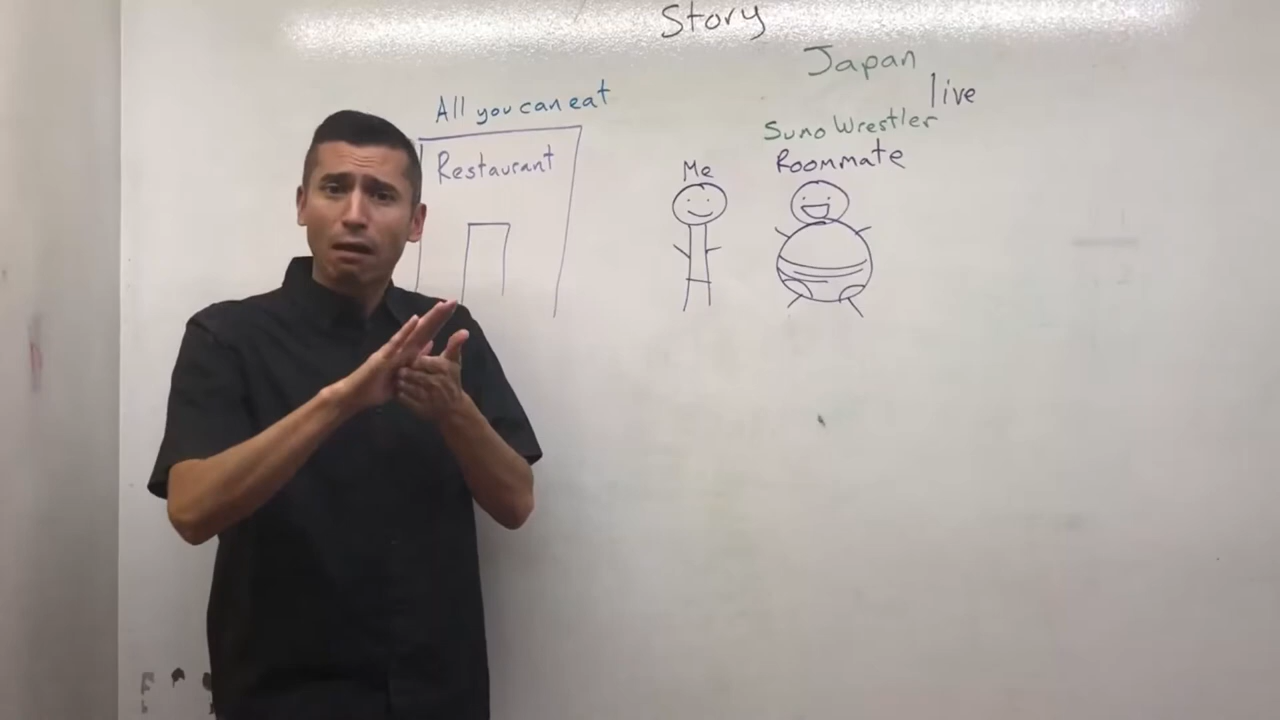 Story
Japan
live
All you can eat
Suno Wrestler
Restaurant
Me
Roommate